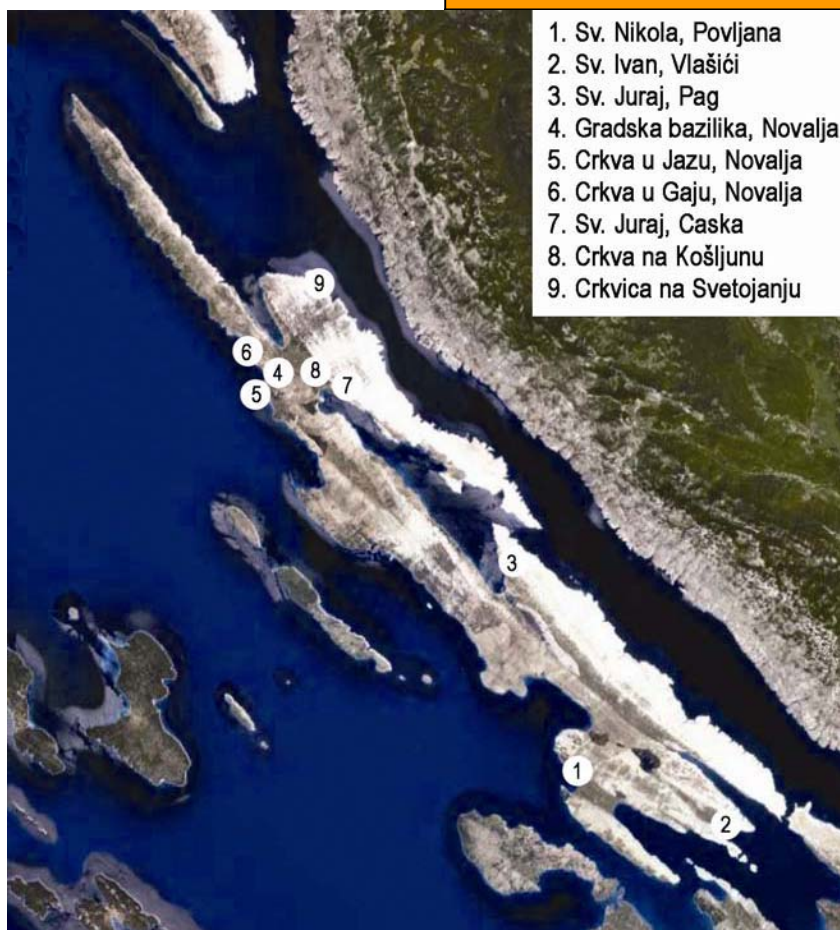 1. Sv. Nikola, Povljana
2. Sv. Ivan, Vlašići
3. Sv. Juraj, Pag
4. Gradska bazilika, Novalja
5. Crkva u Jazu, Novalja
6. Crkva u Gaju, Novalja
7. Sv. Juraj, Caska
8. Crkva na Košljunu
9. Crkvica na Svetojanju
9
6
4
8
7
5
3
1
2